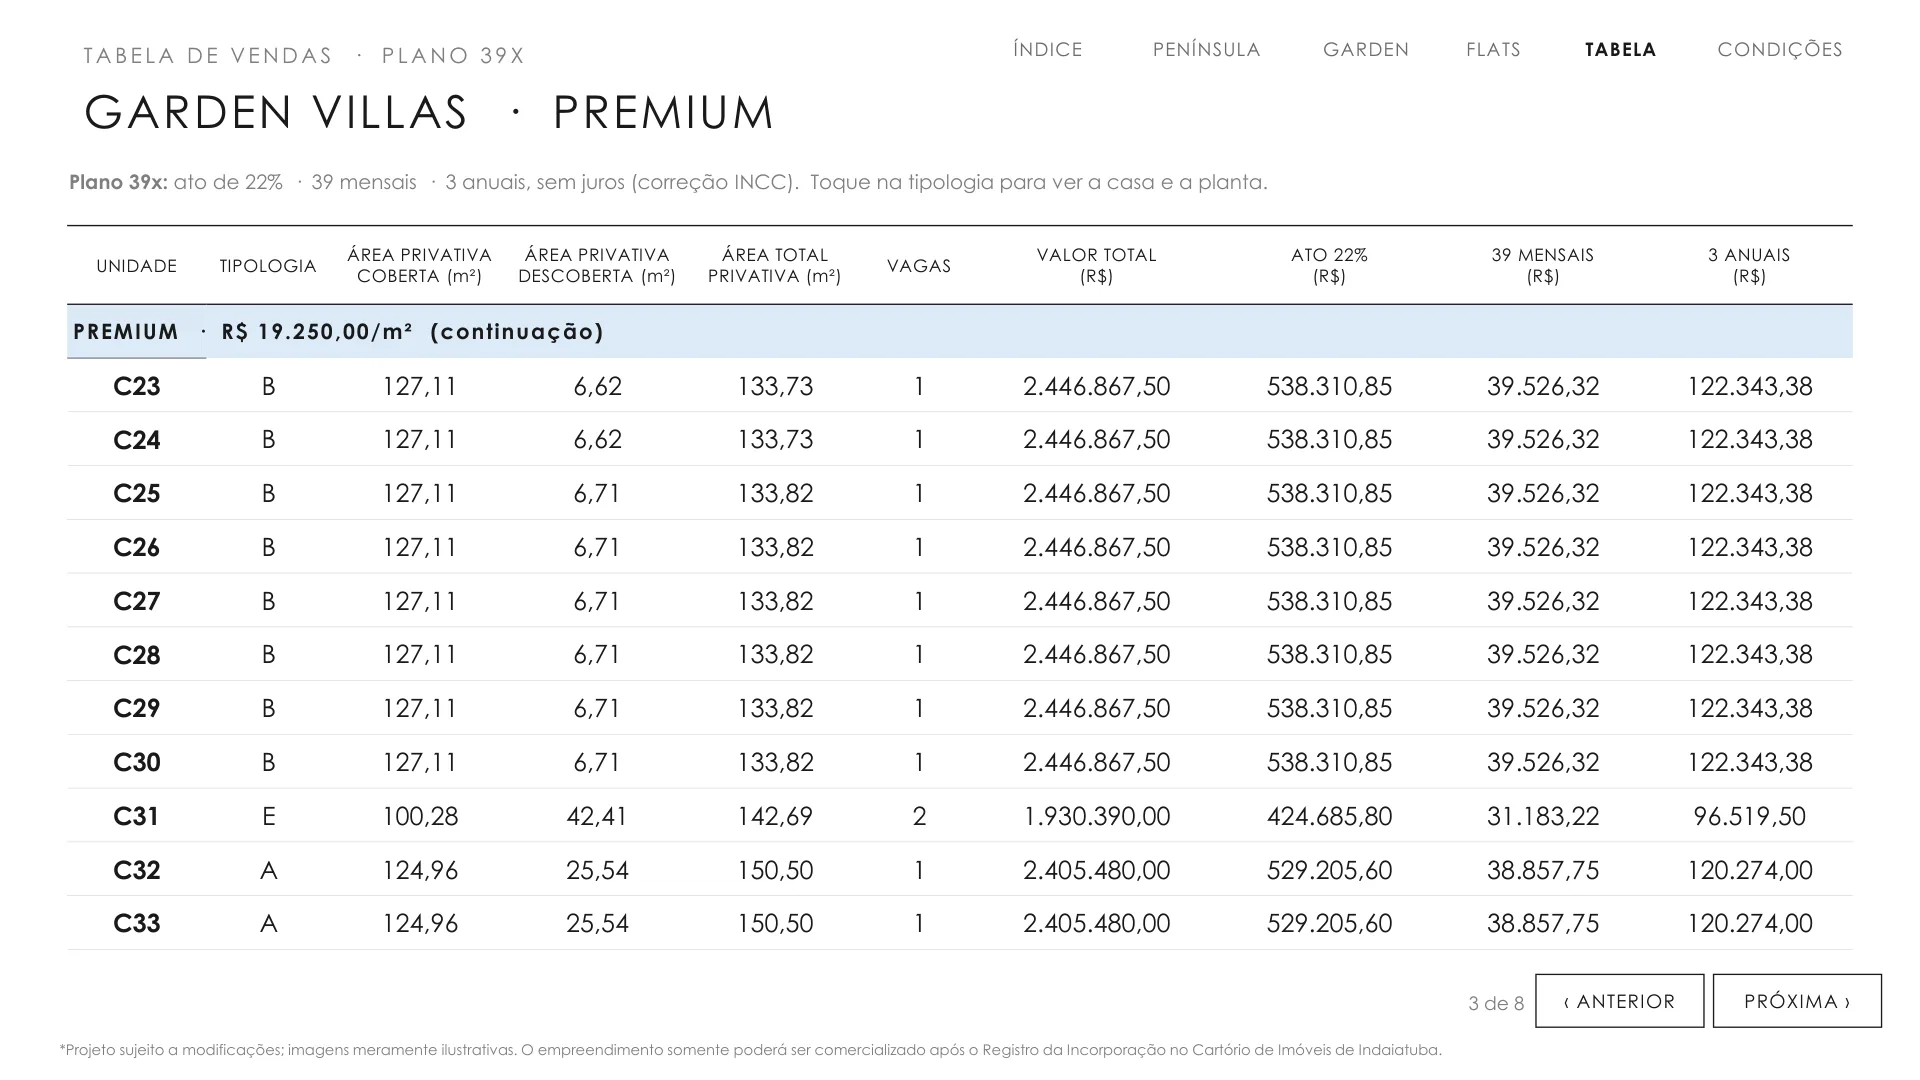 TABELA DE VENDAS · PLANO 39X
ÍNDICE PENÍNSULA GARDEN FLATS TABELA CONDIÇÕES
GARDEN VILLAS · PREMIUM
Plano 39x: ato de 22% · 39 mensais · 3 anuais, sem juros (correção INCC). Toque na tipologia para ver a casa e a planta.
UNIDADE TIPOLOGIA ÁREA PRIVATIVA COBERTA (m²) ÁREA PRIVATIVA DESCOBERTA (m²) ÁREA TOTAL PRIVATIVA (m²) VAGAS VALOR TOTAL (R$) ATO 22% (R$) 39 MENSAIS (R$) 3 ANUAIS (R$)
PREMIUM · R$ 19.250,00/m² (continuação)
C23 B 127,11 6,62 133,73 1 2.446.867,50 538.310,85 39.526,32 122.343,38
C24 B 127,11 6,62 133,73 1 2.446.867,50 538.310,85 39.526,32 122.343,38
C25 B 127,11 6,71 133,82 1 2.446.867,50 538.310,85 39.526,32 122.343,38
C26 B 127,11 6,71 133,82 1 2.446.867,50 538.310,85 39.526,32 122.343,38
C27 B 127,11 6,71 133,82 1 2.446.867,50 538.310,85 39.526,32 122.343,38
C28 B 127,11 6,71 133,82 1 2.446.867,50 538.310,85 39.526,32 122.343,38
C29 B 127,11 6,71 133,82 1 2.446.867,50 538.310,85 39.526,32 122.343,38
C30 B 127,11 6,71 133,82 1 2.446.867,50 538.310,85 39.526,32 122.343,38
C31 E 100,28 42,41 142,69 2 1.930.390,00 424.685,80 31.183,22 96.519,50
C32 A 124,96 25,54 150,50 1 2.405.480,00 529.205,60 38.857,75 120.274,00
C33 A 124,96 25,54 150,50 1 2.405.480,00 529.205,60 38.857,75 120.274,00
3 de 8 ‹ ANTERIOR PRÓXIMA ›
*Projeto sujeito a modificações; imagens meramente ilustrativas. O empreendimento somente poderá ser comercializado após o Registro da Incorporação no Cartório de Imóveis de Indaiatuba.